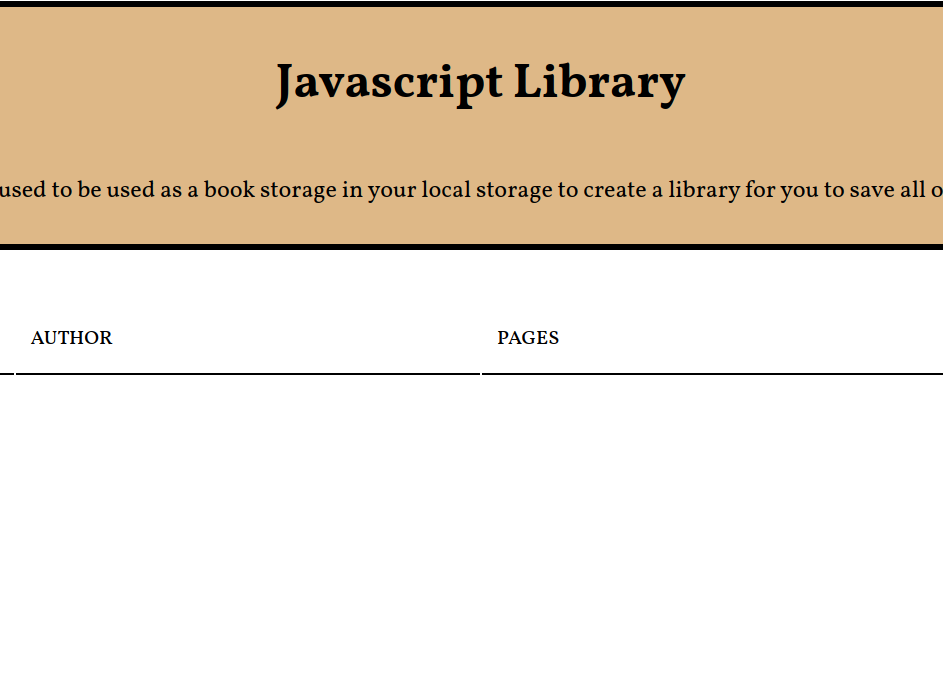 Javascript Library
used to be used as a book storage in your local storage to create a library for you to save all o
AUTHOR PAGES